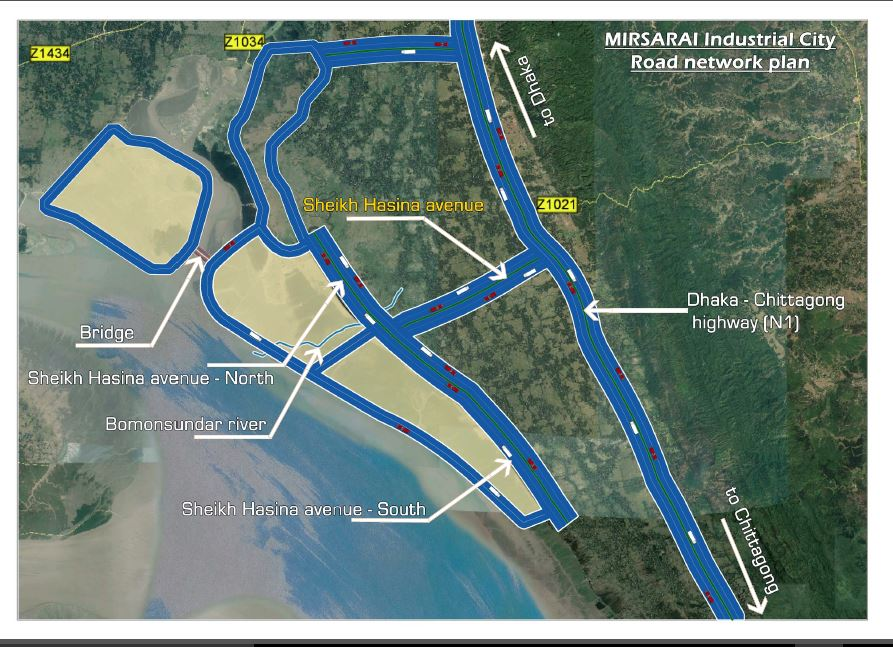 MIRSARAI Industrial City
Road network plan
Z1434
Z1034
to Dhaka
Sheikh Hasina avenue
Z1021
Dhaka - Chittagong
highway (N1)
Bridge
Sheikh Hasina avenue - North
Bomonsundar river
Sheikh Hasina avenue - South
to Chittagong